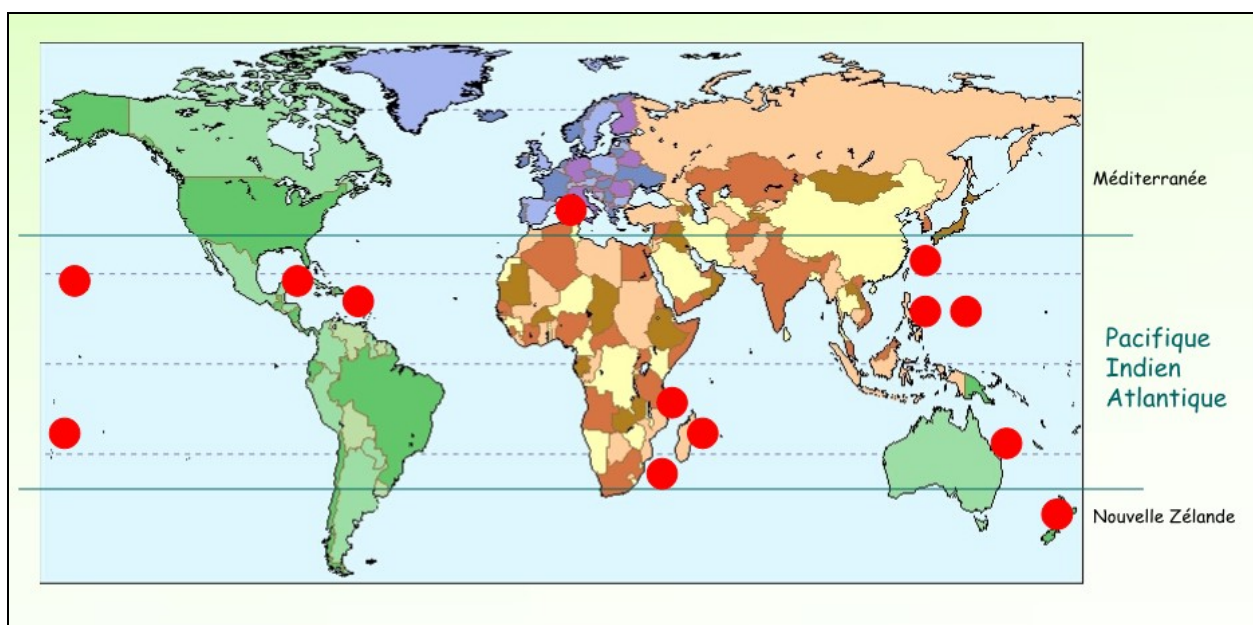 Méditerranée
Pacifique
Indien
Atlantique
Nouvelle Zélande